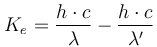 $K_e = \frac{h \cdot c}{\lambda} - \frac{h \cdot c}{\lambda'}$